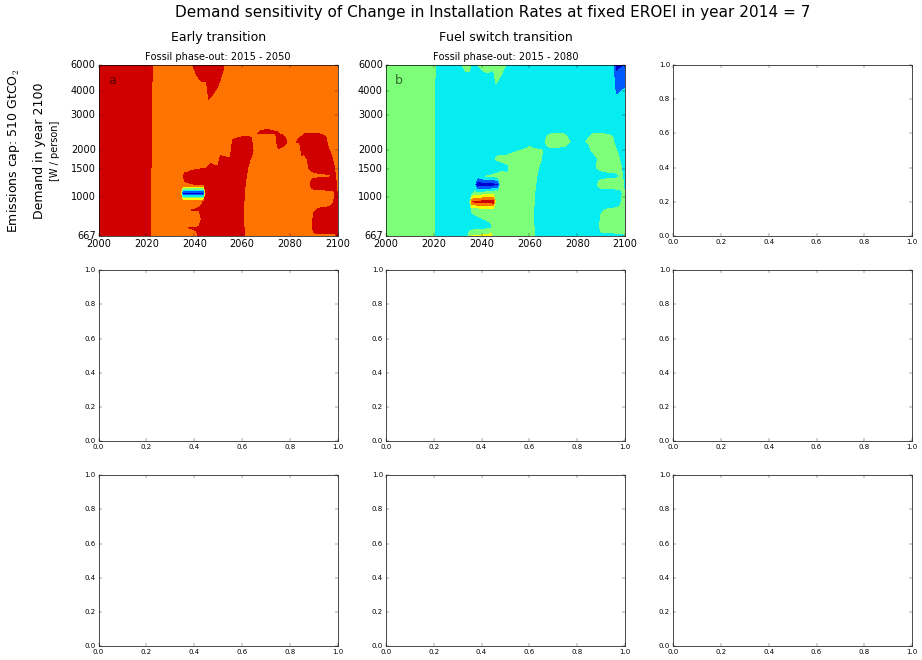 Demand sensitivity of Change in Installation Rates at fixed EROEI in year 2014 = 7
Early transition
Fuel switch transition
Fossil phase-out: 2015 - 2050
Fossil phase-out: 2015 - 2080
Emissions cap: 510 GtCO₂
Demand in year 2100
[W / person]
a
6000
4000
3000
2000
1500
1000
667
2000 2020 2040 2060 2080 2100
b
6000
4000
3000
2000
1500
1000
667
2000 2020 2040 2060 2080 2100
1.0
0.8
0.6
0.4
0.2
0.0
0.0 0.2 0.4 0.6 0.8 1.0
1.0
0.8
0.6
0.4
0.2
0.0
0.0 0.2 0.4 0.6 0.8 1.0
1.0
0.8
0.6
0.4
0.2
0.0
0.0 0.2 0.4 0.6 0.8 1.0
1.0
0.8
0.6
0.4
0.2
0.0
0.0 0.2 0.4 0.6 0.8 1.0
1.0
0.8
0.6
0.4
0.2
0.0
0.0 0.2 0.4 0.6 0.8 1.0
1.0
0.8
0.6
0.4
0.2
0.0
0.0 0.2 0.4 0.6 0.8 1.0
1.0
0.8
0.6
0.4
0.2
0.0
0.0 0.2 0.4 0.6 0.8 1.0